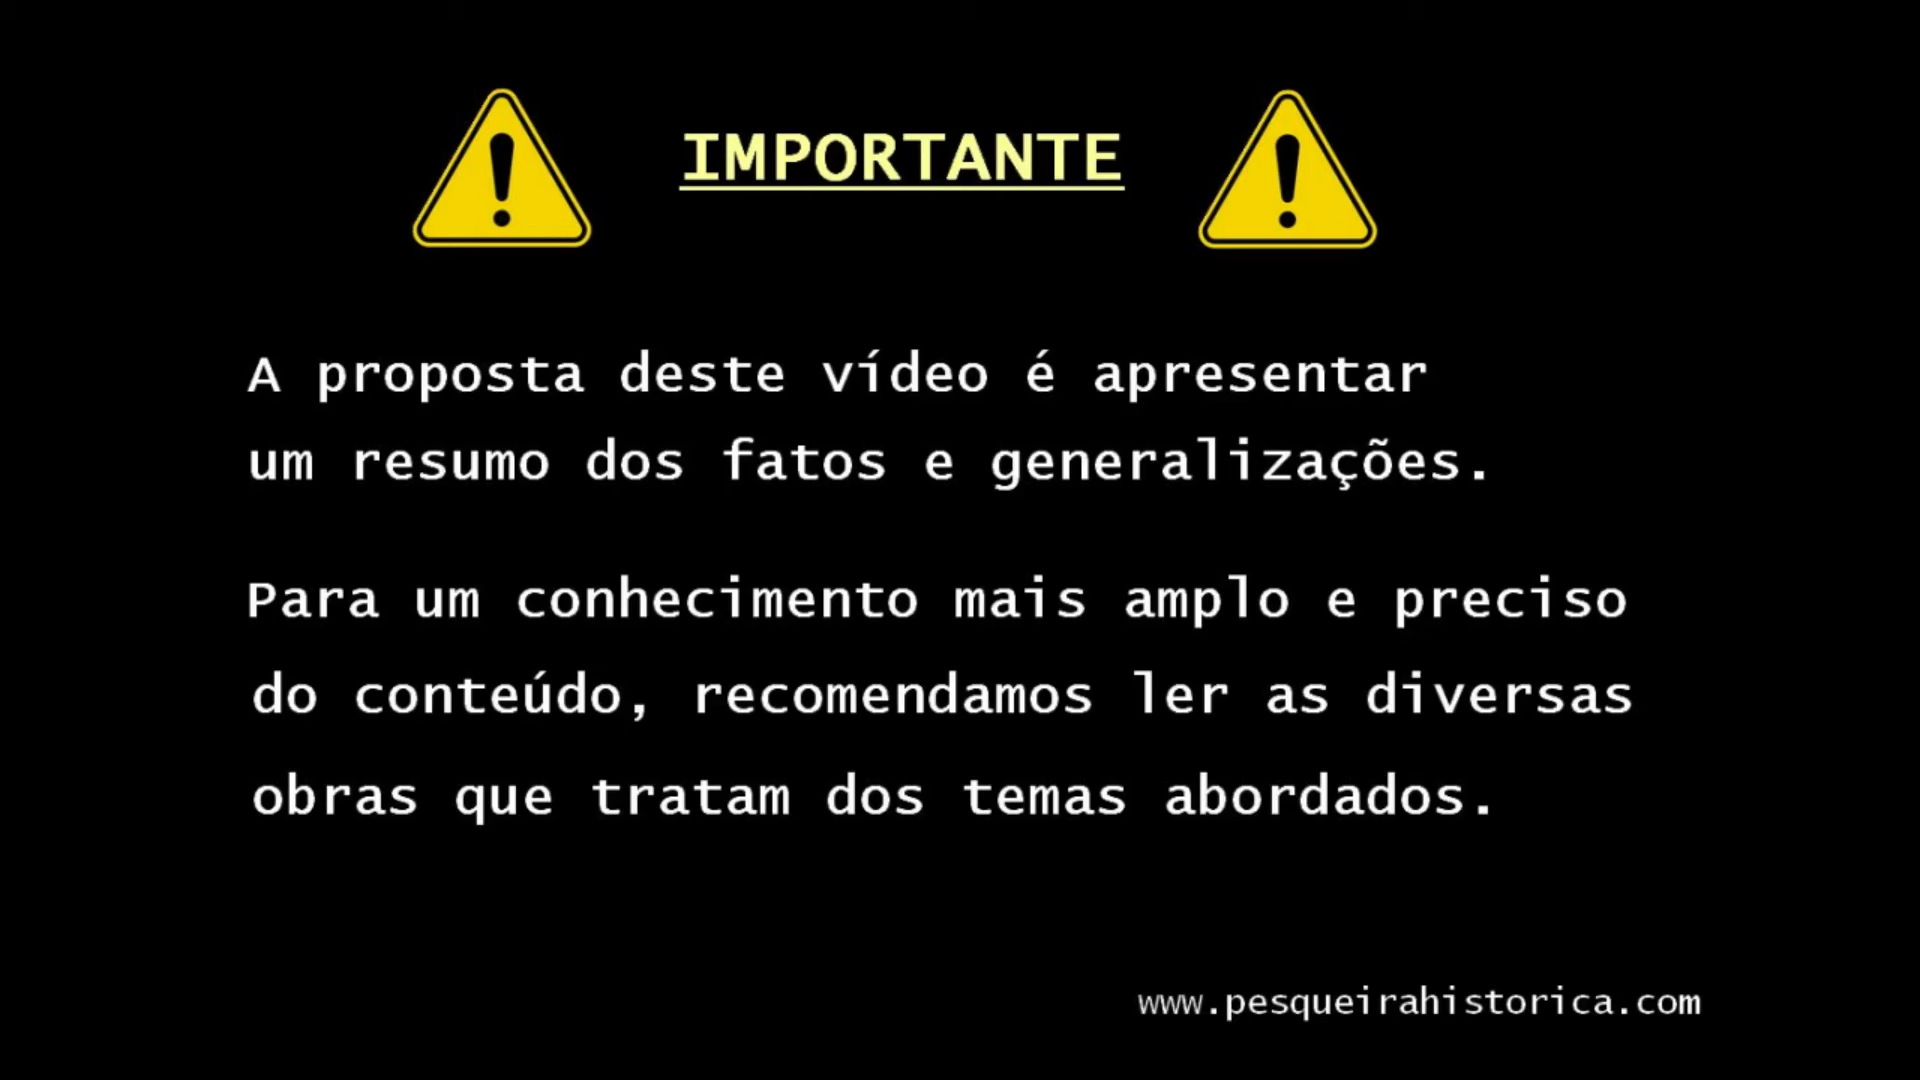 IMPORTANTE
A proposta deste vídeo é apresentar
um resumo dos fatos e generalizações.
Para um conhecimento mais amplo e preciso
do conteúdo, recomendamos ler as diversas
obras que tratam dos temas abordados.
www.pesqueirahistorica.com